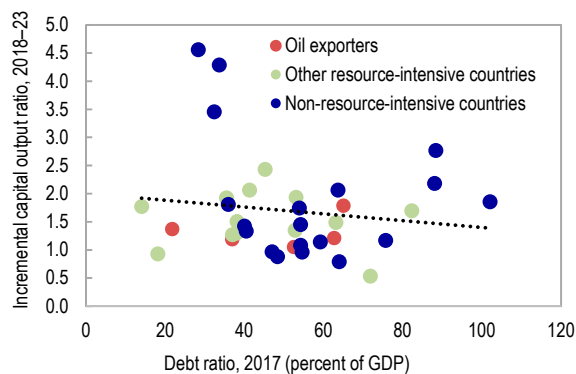 Incremental capital output ratio, 2018–23
5.0
4.5
4.0
3.5
3.0
2.5
2.0
1.5
1.0
0.5
0.0
Oil exporters
Other resource-intensive countries
Non-resource-intensive countries
0 20 40 60 80 100 120
Debt ratio, 2017 (percent of GDP)